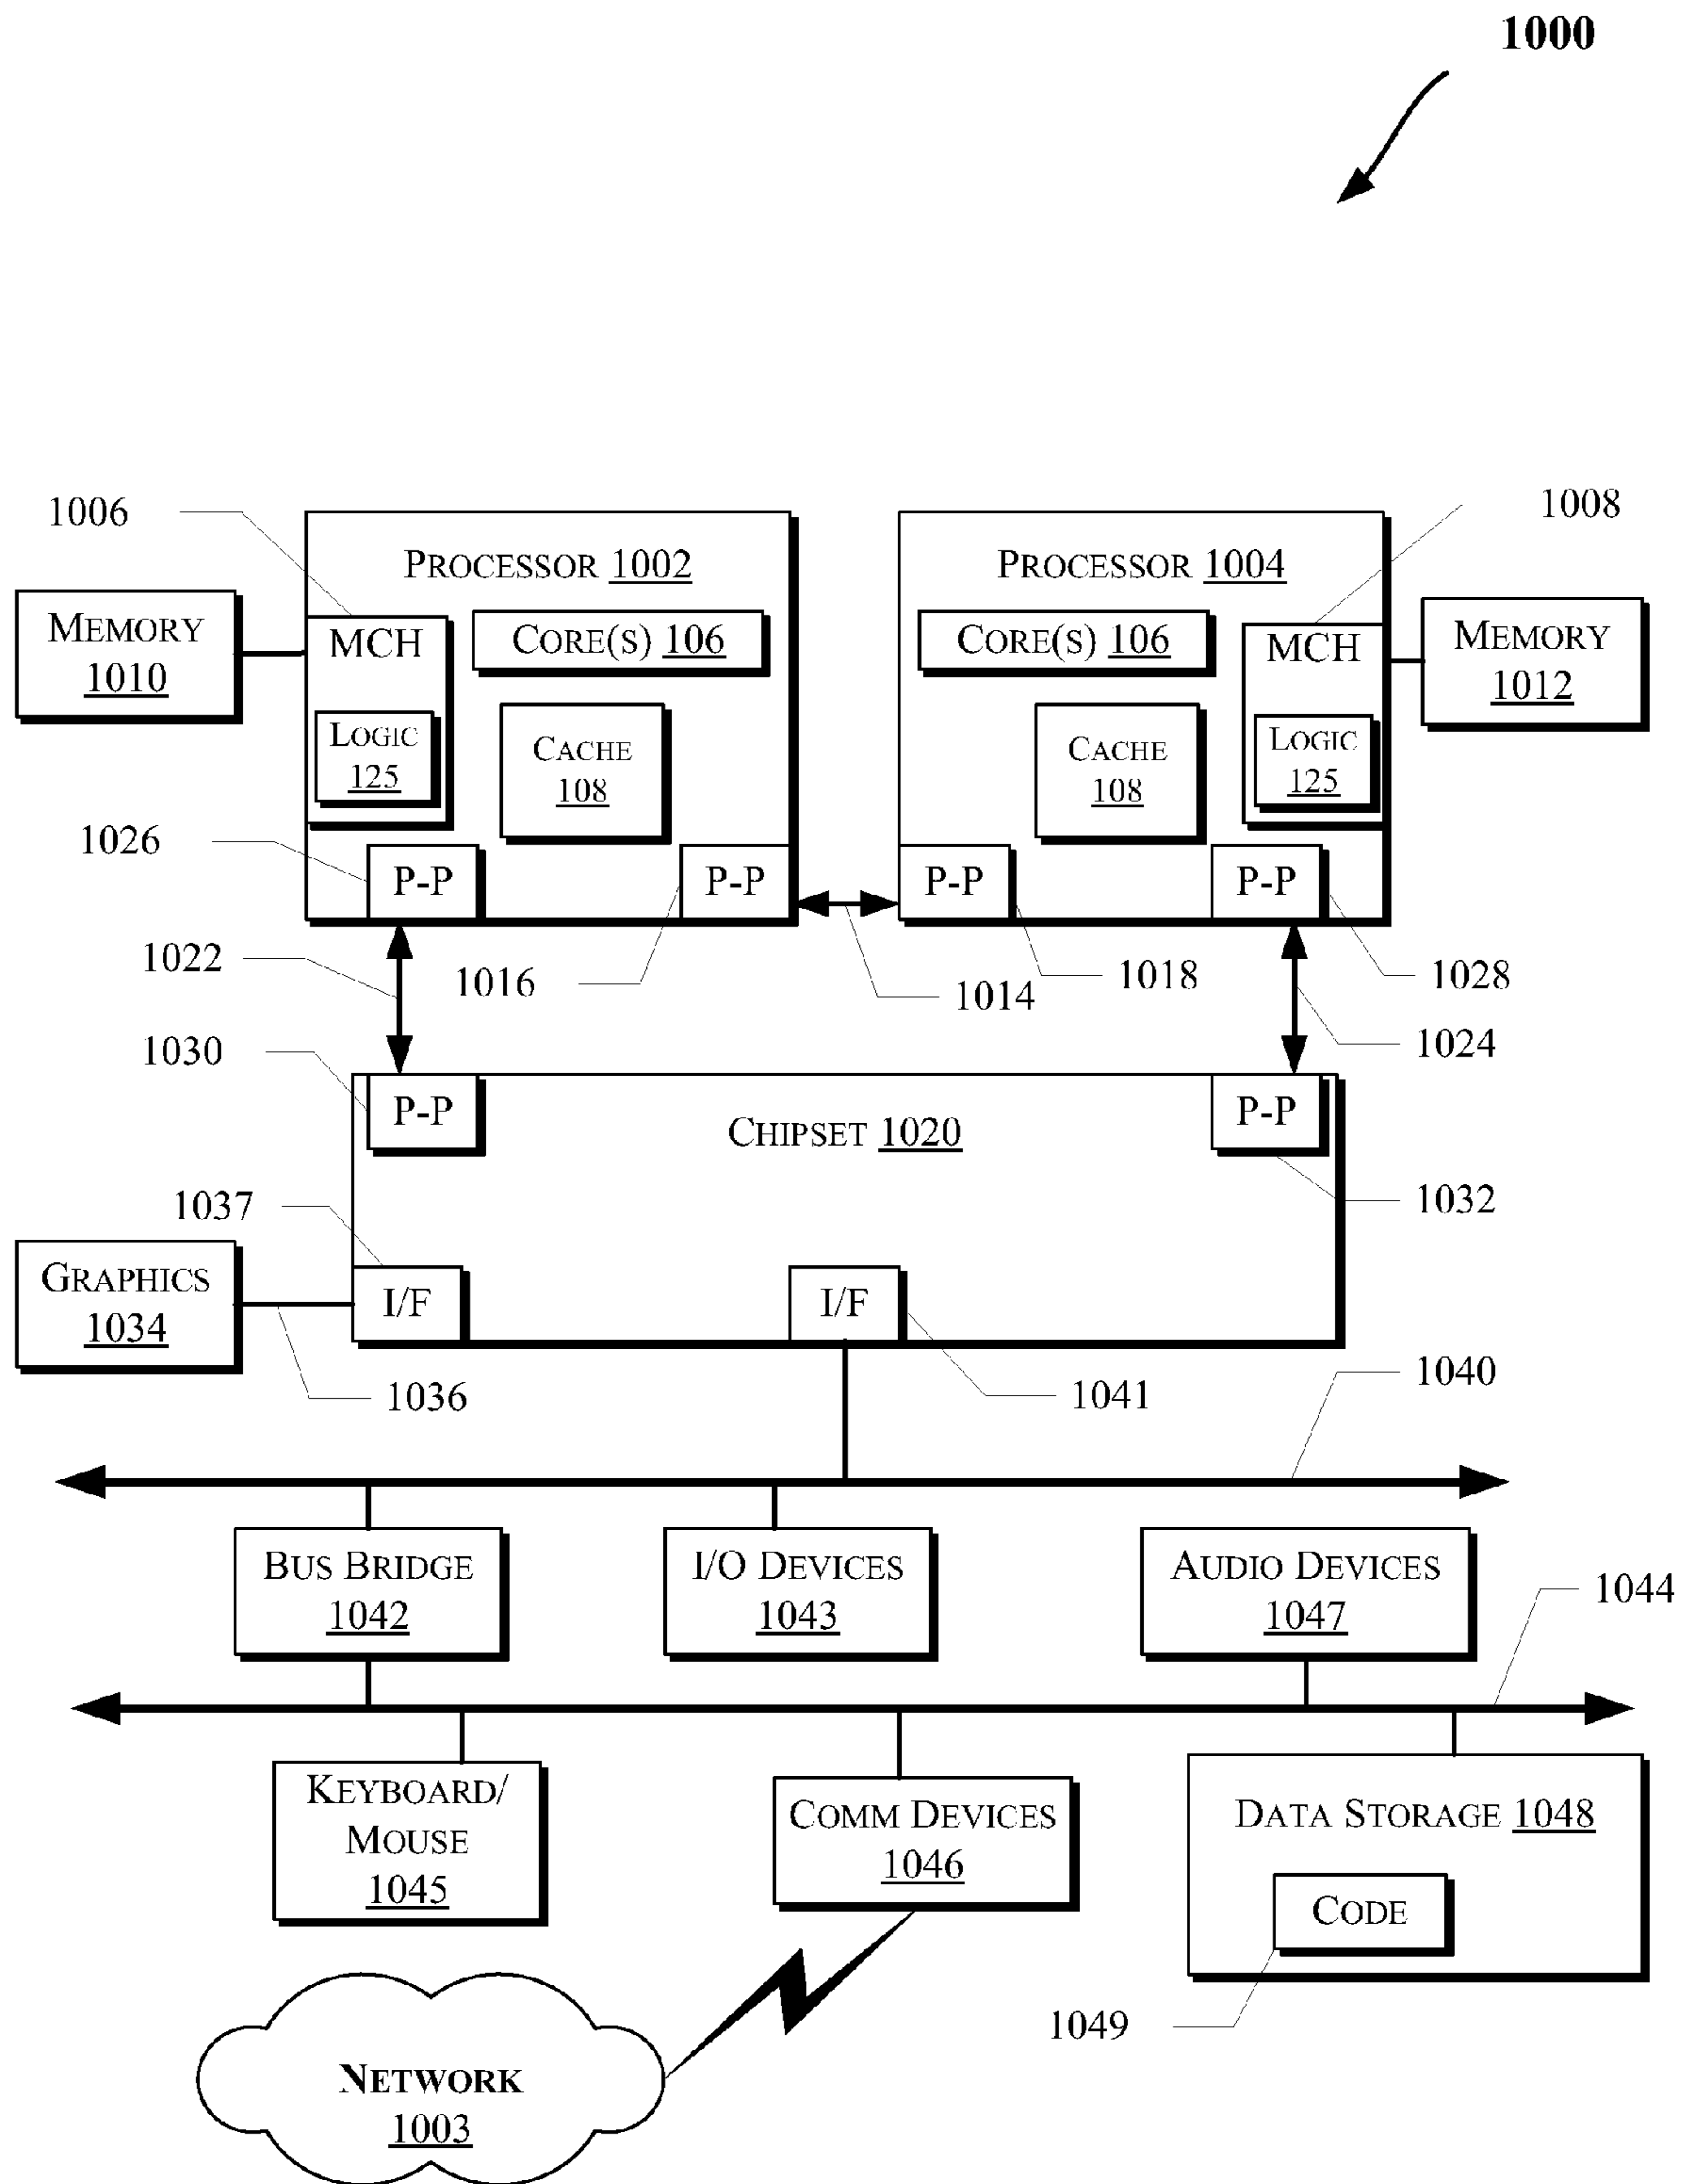 1000
1006
1008
PROCESSOR 1002
PROCESSOR 1004
MEMORY
1010
MCH
CORE(S) 106
CORE(S) 106
MCH
MEMORY
1012
LOGIC
125
CACHE
108
CACHE
108
LOGIC
125
1026
P-P
P-P
P-P
P-P
1022
1016
1014
1018
1028
1024
1030
P-P
CHIPSET 1020
P-P
1032
1037
GRAPHICS
1034
I/F
I/F
1036
1041
1040
BUS BRIDGE
1042
I/O DEVICES
1043
AUDIO DEVICES
1047
1044
KEYBOARD/
MOUSE
1045
COMM DEVICES
1046
DATA STORAGE 1048
CODE
1049
NETWORK
1003